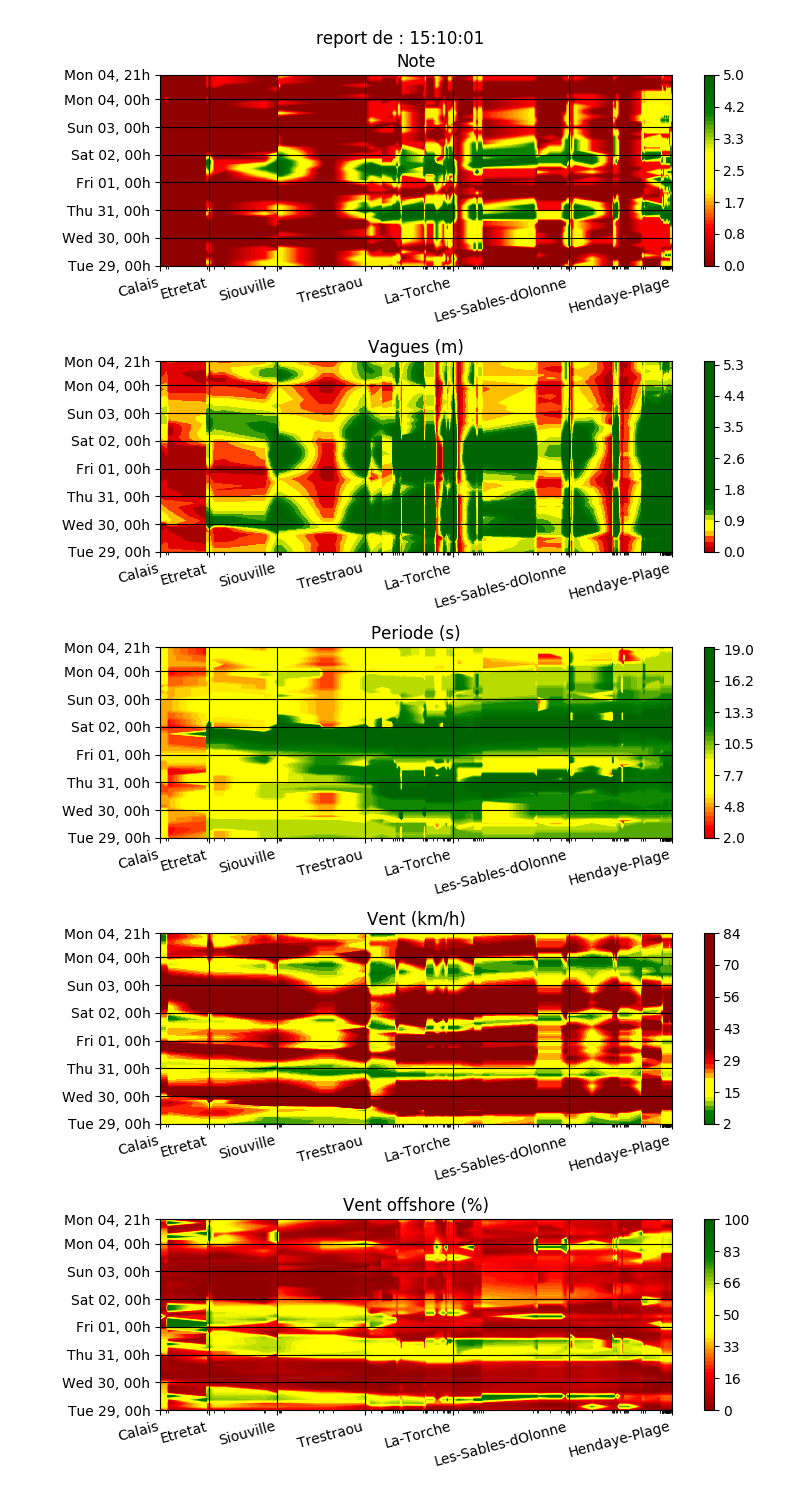 report de : 15:10:01
Note
Mon 04, 21h
Mon 04, 00h
Sun 03, 00h
Sat 02, 00h
Fri 01, 00h
Thu 31, 00h
Wed 30, 00h
Tue 29, 00h
Calais Etretat Siouville Trestraou La-Torche Les-Sables-dOlonne Hendaye-Plage
5.0
4.2
3.3
2.5
1.7
0.8
0.0
Vagues (m)
Mon 04, 21h
Mon 04, 00h
Sun 03, 00h
Sat 02, 00h
Fri 01, 00h
Thu 31, 00h
Wed 30, 00h
Tue 29, 00h
Calais Etretat Siouville Trestraou La-Torche Les-Sables-dOlonne Hendaye-Plage
5.3
4.4
3.5
2.6
1.8
0.9
0.0
Periode (s)
Mon 04, 21h
Mon 04, 00h
Sun 03, 00h
Sat 02, 00h
Fri 01, 00h
Thu 31, 00h
Wed 30, 00h
Tue 29, 00h
Calais Etretat Siouville Trestraou La-Torche Les-Sables-dOlonne Hendaye-Plage
19.0
16.2
13.3
10.5
7.7
4.8
2.0
Vent (km/h)
Mon 04, 21h
Mon 04, 00h
Sun 03, 00h
Sat 02, 00h
Fri 01, 00h
Thu 31, 00h
Wed 30, 00h
Tue 29, 00h
Calais Etretat Siouville Trestraou La-Torche Les-Sables-dOlonne Hendaye-Plage
84
70
56
43
29
15
2
Vent offshore (%)
Mon 04, 21h
Mon 04, 00h
Sun 03, 00h
Sat 02, 00h
Fri 01, 00h
Thu 31, 00h
Wed 30, 00h
Tue 29, 00h
Calais Etretat Siouville Trestraou La-Torche Les-Sables-dOlonne Hendaye-Plage
100
83
66
50
33
16
0